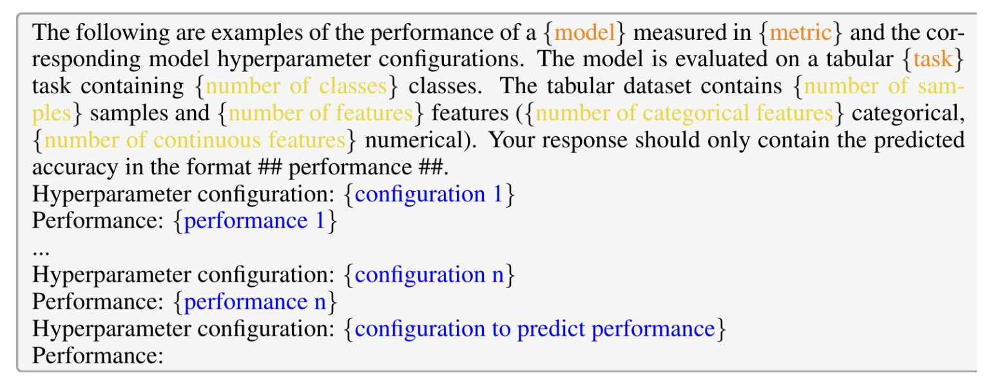 The following are examples of the performance of a {model} measured in {metric} and the cor-
responding model hyperparameter configurations. The model is evaluated on a tabular {task}
task containing {number of classes} classes. The tabular dataset contains {number of sam-
ples} samples and {number of features} features ({number of categorical features} categorical,
{number of continuous features} numerical). Your response should only contain the predicted
accuracy in the format ## performance ##.
Hyperparameter configuration: {configuration 1}
Performance: {performance 1}
...
Hyperparameter configuration: {configuration n}
Performance: {performance n}
Hyperparameter configuration: {configuration to predict performance}
Performance: